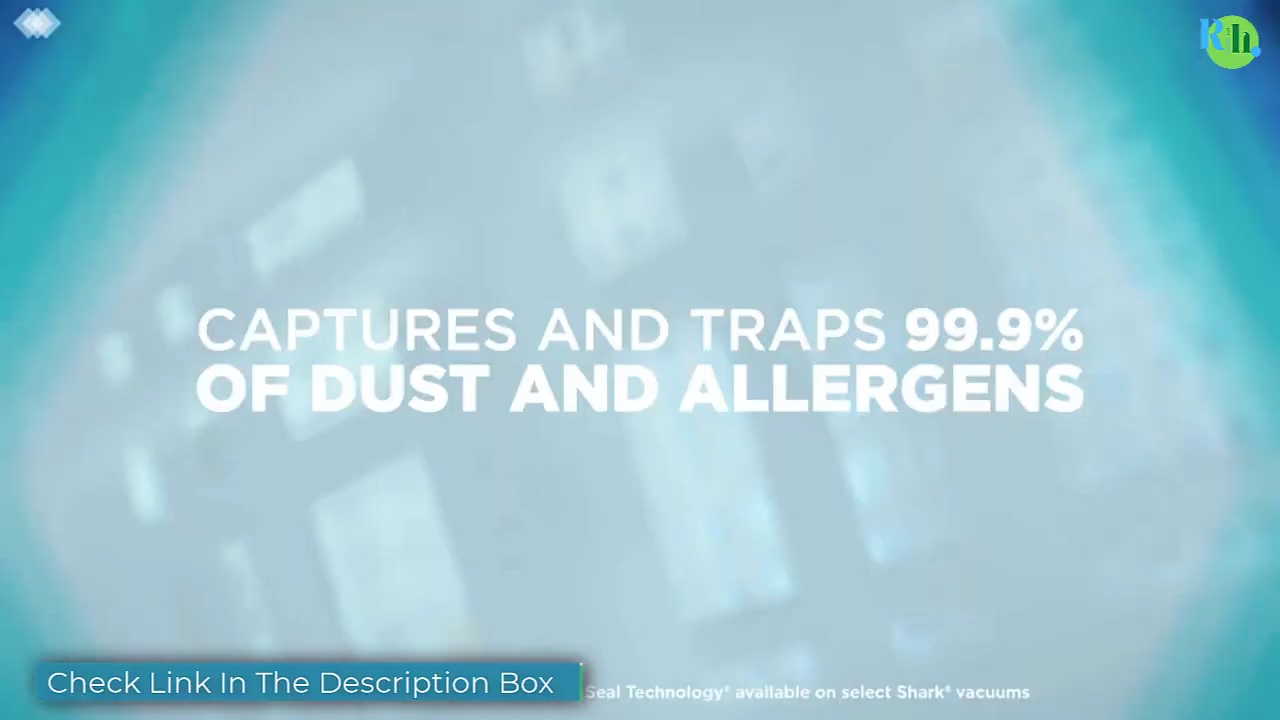 R h.
CAPTURES AND TRAPS 99.9%
OF DUST AND ALLERGENS
Check Link In The Description Box
Seal Technology® available on select Shark® vacuums